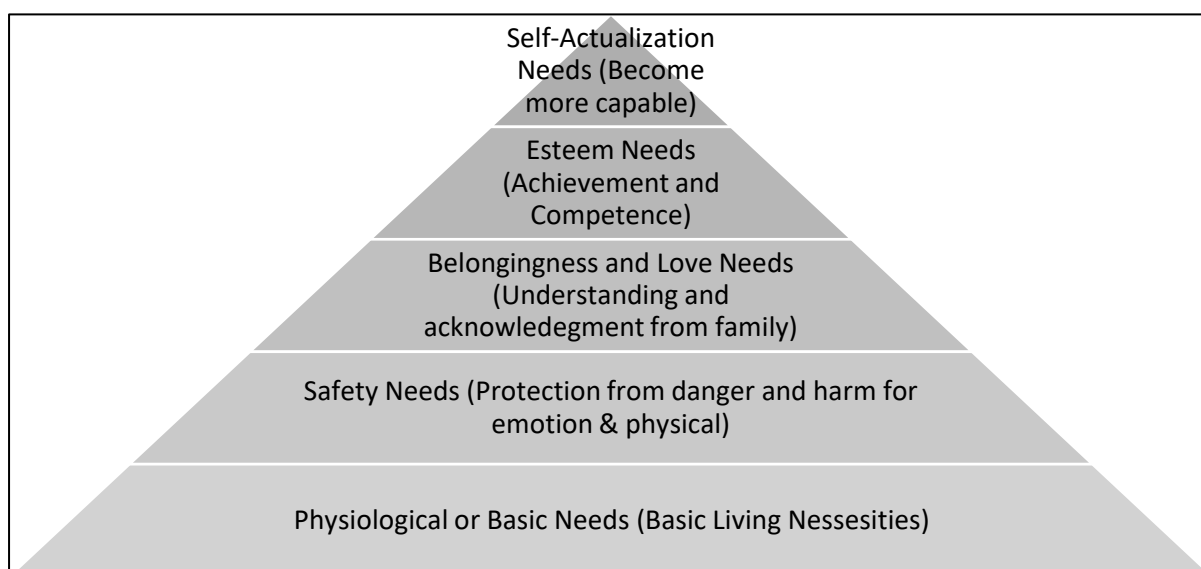 Self-Actualization
Needs (Become
more capable)
Esteem Needs
(Achievement and
Competence)
Belongingness and Love Needs
(Understanding and
acknowledegment from family)
Safety Needs (Protection from danger and harm for
emotion & physical)
Physiological or Basic Needs (Basic Living Nessesities)